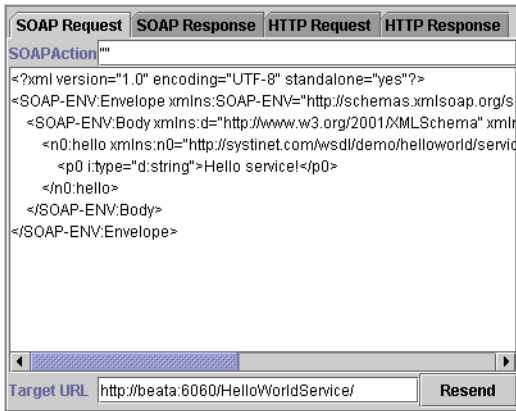 SOAP Request SOAP Response HTTP Request HTTP Response
SOAPAction ""
<?xml version="1.0" encoding="UTF-8" standalone="yes"?>
<SOAP-ENV:Envelope xmlns:SOAP-ENV="http://schemas.xmlsoap.org/s
<SOAP-ENV:Body xmlns:d="http://www.w3.org/2001/XMLSchema" xmln
<n0:hello xmlns:n0="http://systinet.com/wsdl/demo/helloworld/servic
<p0 i:type="d:string">Hello service!</p0>
</n0:hello>
</SOAP-ENV:Body>
</SOAP-ENV:Envelope>
Target URL http://beata:6060/HelloWorldService/ Resend